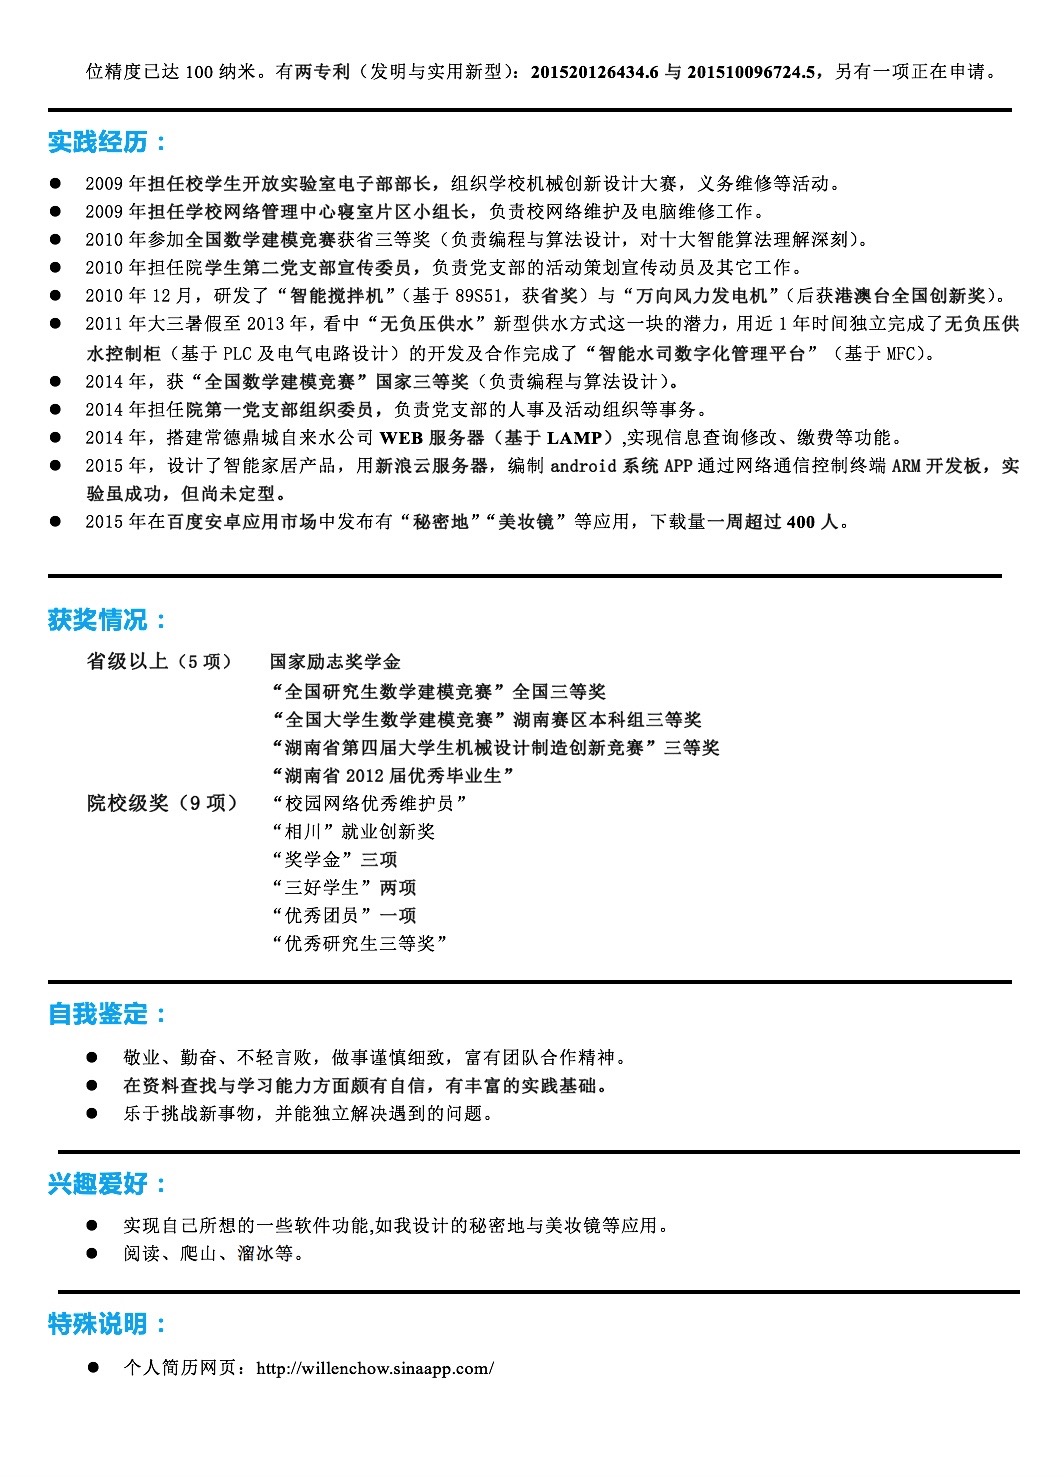 位精度已达 100 纳米。有两专利（发明与实用新型）：201520126434.6 与 201510096724.5，另有一项正在申请。
实践经历：
● 2009 年担任校学生开放实验室电子部部长，组织学校机械创新设计大赛，义务维修等活动。
● 2009 年担任学校网络管理中心寝室片区小组长，负责校网络维护及电脑维修工作。
● 2010 年参加全国数学建模竞赛获省三等奖（负责编程与算法设计，对十大智能算法理解深刻）。
● 2010 年担任院学生第二党支部宣传委员，负责党支部的活动策划宣传动员及其它工作。
● 2010 年 12 月，研发了“智能搅拌机”（基于 89S51，获省奖）与“万向风力发电机”（后获港澳台全国创新奖）。
● 2011 年大三暑假至 2013 年，看中“无负压供水”新型供水方式这一块的潜力，用近 1 年时间独立完成了无负压供
水控制柜（基于 PLC 及电气电路设计）的开发及合作完成了“智能水司数字化管理平台”（基于 MFC）。
● 2014 年，获“全国数学建模竞赛”国家三等奖（负责编程与算法设计）。
● 2014 年担任院第一党支部组织委员，负责党支部的人事及活动组织等事务。
● 2014 年，搭建常德鼎城自来水公司 WEB 服务器（基于 LAMP）,实现信息查询修改、缴费等功能。
● 2015 年，设计了智能家居产品，用新浪云服务器，编制 android 系统 APP 通过网络通信控制终端 ARM 开发板，实
验虽成功，但尚未定型。
● 2015 年在百度安卓应用市场中发布有“秘密地”“美妆镜”等应用，下载量一周超过 400 人。
获奖情况：
省级以上（5 项） 国家励志奖学金
“全国研究生数学建模竞赛”全国三等奖
“全国大学生数学建模竞赛”湖南赛区本科组三等奖
“湖南省第四届大学生机械设计制造创新竞赛”三等奖
“湖南省 2012 届优秀毕业生”
院校级奖（9 项） “校园网络优秀维护员”
“相川”就业创新奖
“奖学金”三项
“三好学生”两项
“优秀团员”一项
“优秀研究生三等奖”
自我鉴定：
● 敬业、勤奋、不轻言败，做事谨慎细致，富有团队合作精神。
● 在资料查找与学习能力方面颇有自信，有丰富的实践基础。
● 乐于挑战新事物，并能独立解决遇到的问题。
兴趣爱好：
● 实现自己所想的一些软件功能,如我设计的秘密地与美妆镜等应用。
● 阅读、爬山、溜冰等。
特殊说明：
● 个人简历网页：http://willenchow.sinaapp.com/